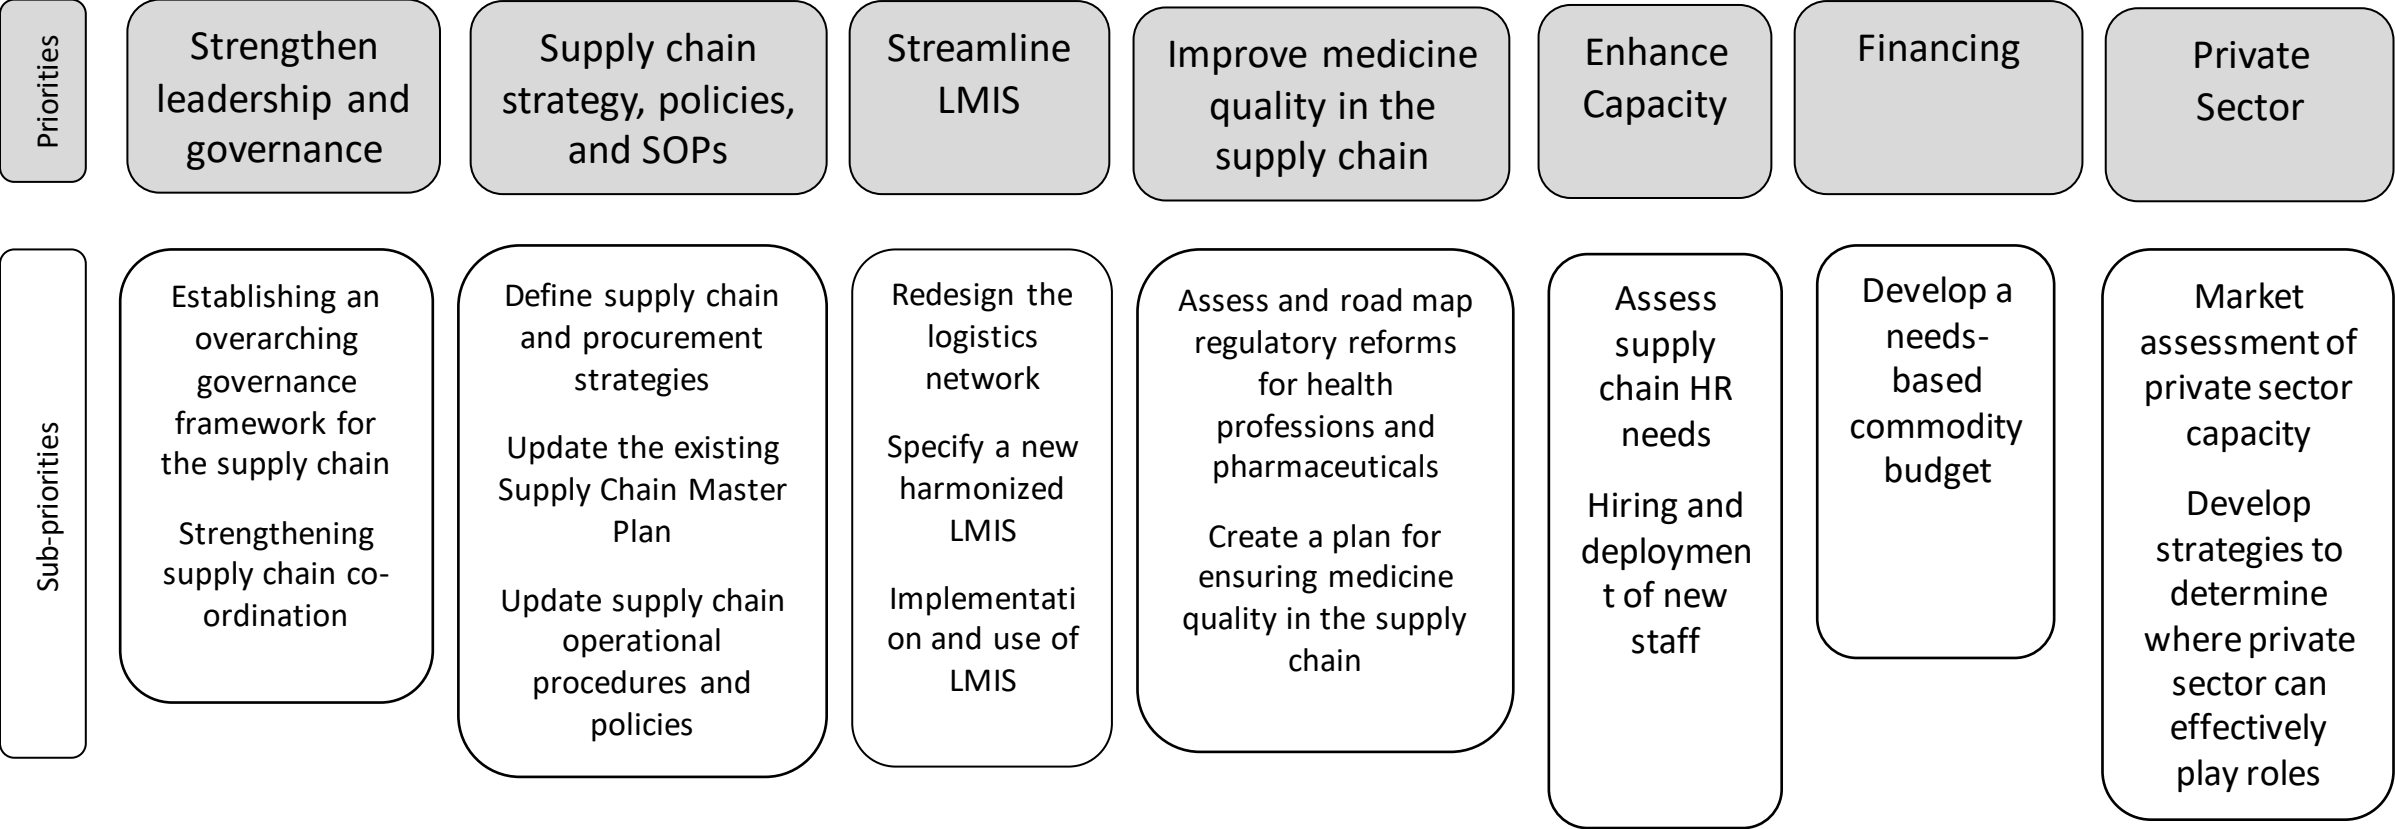 Priorities
Strengthen
leadership and
governance
Supply chain
strategy, policies,
and SOPs
Streamline
LMIS
Improve medicine
quality in the
supply chain
Enhance
Capacity
Financing
Private
Sector
Sub-priorities
Establishing an
overarching
governance
framework for
the supply chain
Strengthening
supply chain co-
ordination
Define supply chain
and procurement
strategies
Update the existing
Supply Chain Master
Plan
Update supply chain
operational
procedures and
policies
Redesign the
logistics
network
Specify a new
harmonized
LMIS
Implementati
on and use of
LMIS
Assess and road map
regulatory reforms
for health
professions and
pharmaceuticals
Create a plan for
ensuring medicine
quality in the supply
chain
Assess
supply
chain HR
needs
Hiring and
deploymen
t of new
staff
Develop a
needs-
based
commodity
budget
Market
assessment of
private sector
capacity
Develop
strategies to
determine
where private
sector can
effectively
play roles